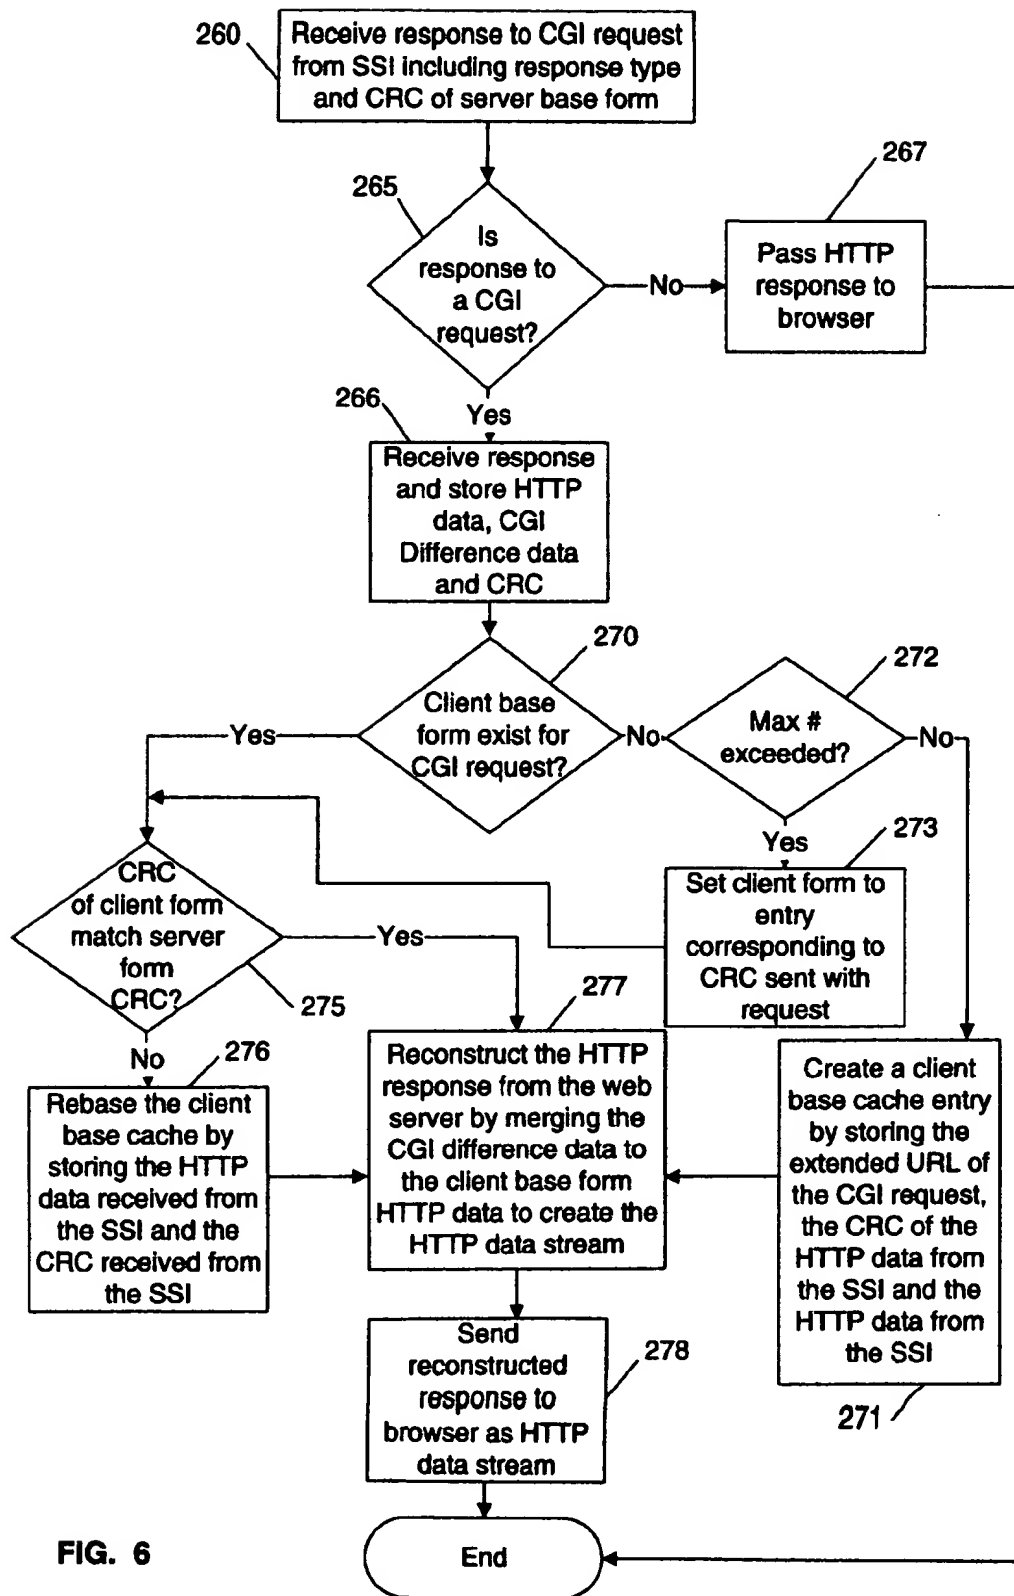 260
Receive response to CGI request
from SSI including response type
and CRC of server base form
265
Is
response to
a CGI
request?
No
267
Pass HTTP
response to
browser
Yes
266
Receive response
and store HTTP
data, CGI
Difference data
and CRC
270
Client base
form exist for
CGI request?
Yes
No
272
Max #
exceeded?
No
Yes
273
Set client form to
entry
corresponding to
CRC sent with
request
CRC
of client form
match server
form
CRC?
275
Yes
No
276
Rebase the client
base cache by
storing the HTTP
data received from
the SSI and the
CRC received from
the SSI
277
Reconstruct the HTTP
response from the web
server by merging the
CGI difference data to
the client base form
HTTP data to create the
HTTP data stream
Create a client
base cache entry
by storing the
extended URL of
the CGI request,
the CRC of the
HTTP data from
the SSI and the
HTTP data from
the SSI
271
Send
reconstructed
response to
browser as HTTP
data stream
278
End
FIG. 6